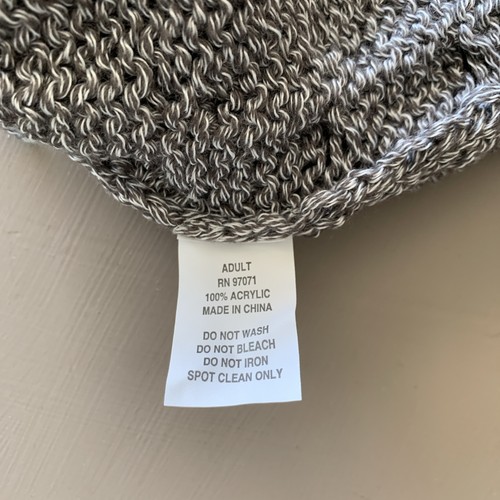 ADULT
RN 97071
100% ACRYLIC
MADE IN CHINA
DO NOT WASH
DO NOT BLEACH
DO NOT IRON
SPOT CLEAN ONLY